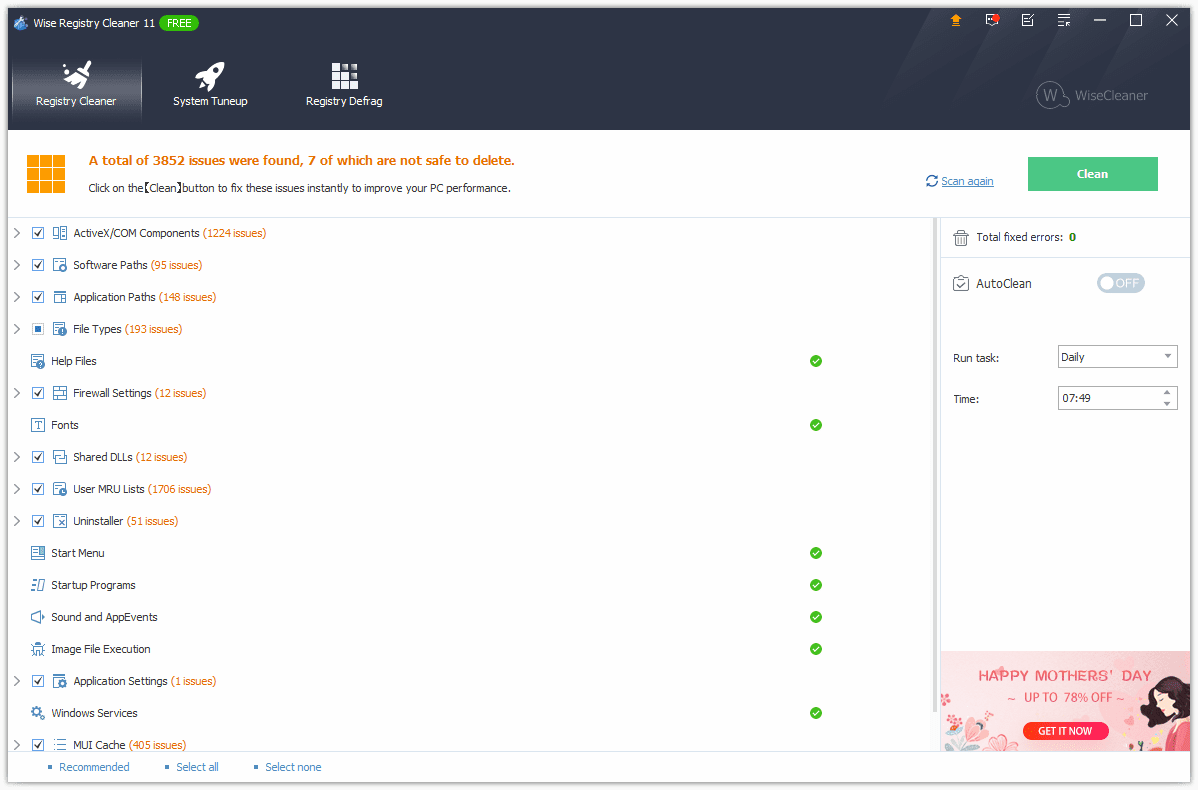 Wise Registry Cleaner 11 FREE
Registry Cleaner
System Tuneup
Registry Defrag
W WiseCleaner
A total of 3852 issues were found, 7 of which are not safe to delete.
Click on the【Clean】button to fix these issues instantly to improve your PC performance.
Scan again
Clean
ActiveX/COM Components (1224 issues)
Software Paths (95 issues)
Application Paths (148 issues)
File Types (193 issues)
Help Files
Firewall Settings (12 issues)
Fonts
Shared DLLs (12 issues)
User MRU Lists (1706 issues)
Uninstaller (51 issues)
Start Menu
Startup Programs
Sound and AppEvents
Image File Execution
Application Settings (1 issues)
Windows Services
MUI Cache (405 issues)
Recommended
Select all
Select none
Total fixed errors: 0
AutoClean OFF
Run task: Daily
Time: 07:49
HAPPY MOTHERS' DAY
~ UP TO 78% OFF ~
GET IT NOW